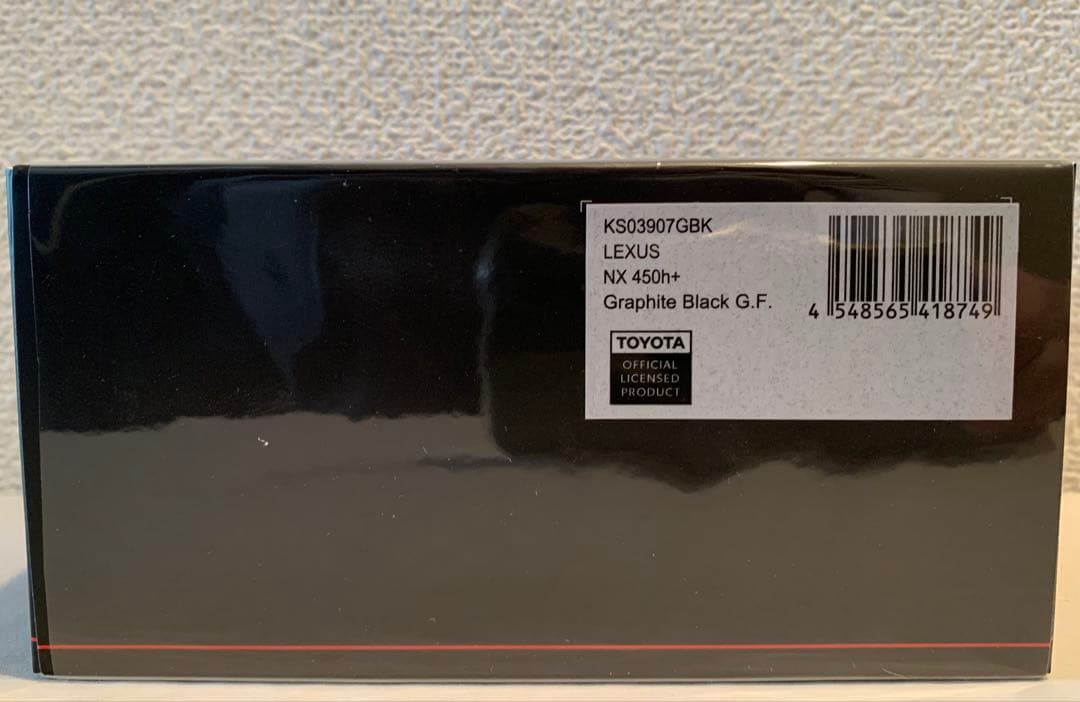 KS03907GBK
LEXUS
NX 450h+
Graphite Black G.F.
4 548565 418749
TOYOTA
OFFICIAL
LICENSED
PRODUCT